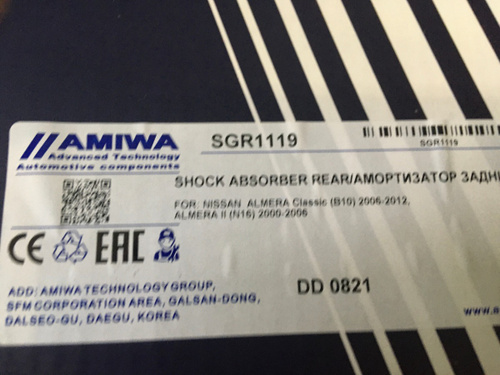 AMIWA
Advanced Technology
Automotive components
SGR1119
SGR1119
SHOCK ABSORBER REAR/АМОРТИЗАТОР
FOR: NISSAN ALMERA Classic (B10) 2006-2012,
ALMERA II (N16) 2000-2006
CE EAC
ADD: AMIWA TECHNOLOGY GROUP,
SFM CORPORATION AREA, GALSAN-DONG,
DALSEO-GU, DAEGU, KOREA
DD 0821